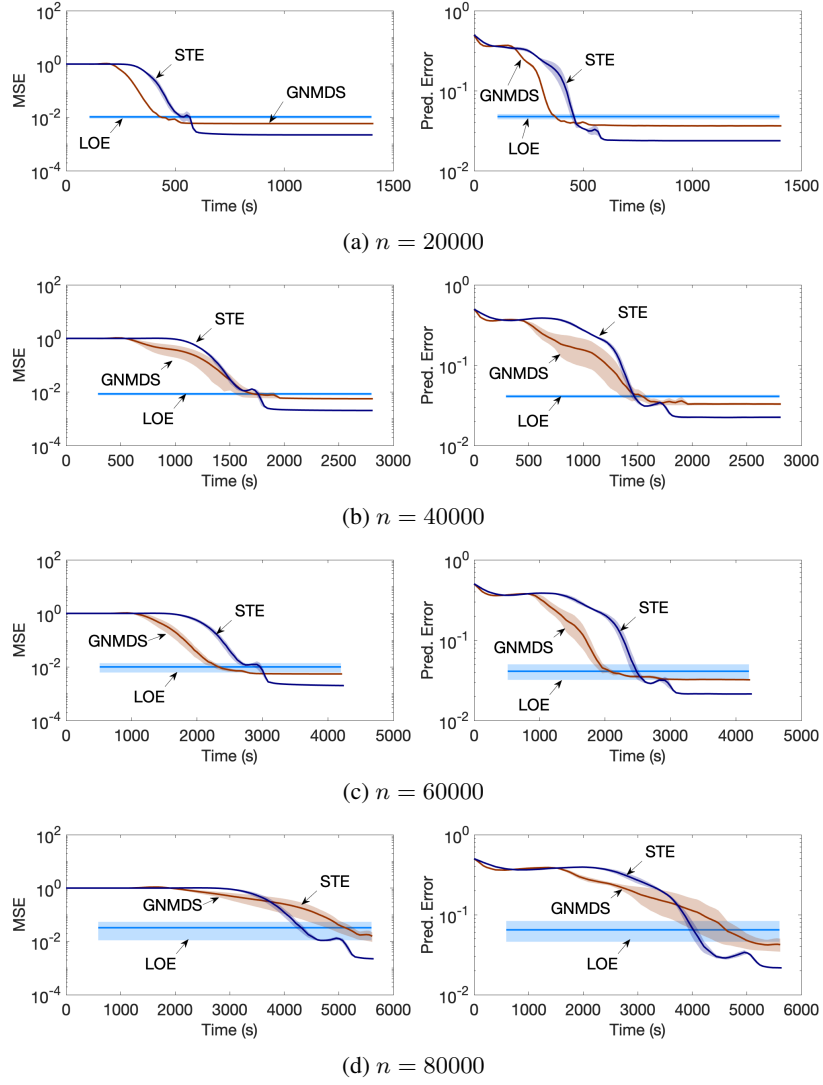 10^2
10^0
10^-2
10^-4
MSE
STE
GNMDS
LOE
0 500 1000 1500
Time (s)
10^0
10^-1
10^-2
Pred. Error
STE
GNMDS
LOE
0 500 1000 1500
Time (s)
(a) n = 20000
10^2
10^0
10^-2
10^-4
MSE
STE
GNMDS
LOE
0 500 1000 1500 2000 2500 3000
Time (s)
10^0
10^-1
10^-2
Pred. Error
STE
GNMDS
LOE
0 500 1000 1500 2000 2500 3000
Time (s)
(b) n = 40000
10^2
10^0
10^-2
10^-4
MSE
STE
GNMDS
LOE
0 1000 2000 3000 4000 5000
Time (s)
10^0
10^-1
10^-2
Pred. Error
STE
GNMDS
LOE
0 1000 2000 3000 4000 5000
Time (s)
(c) n = 60000
10^2
10^0
10^-2
10^-4
MSE
STE
GNMDS
LOE
0 1000 2000 3000 4000 5000 6000
Time (s)
10^0
10^-1
10^-2
Pred. Error
STE
GNMDS
LOE
0 1000 2000 3000 4000 5000 6000
Time (s)
(d) n = 80000